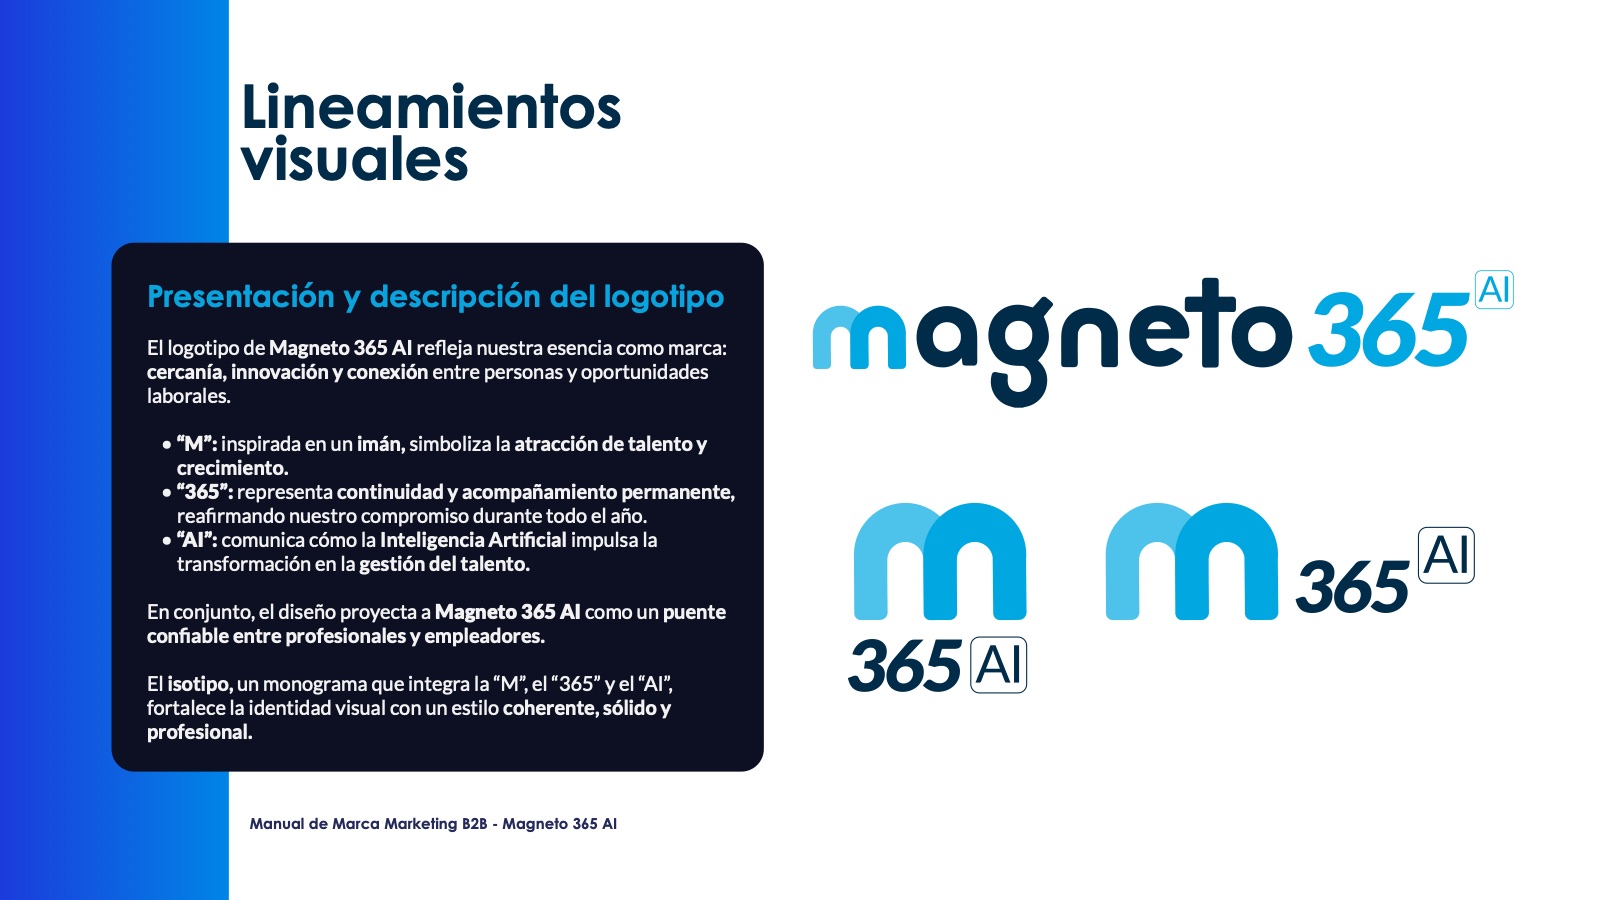 Lineamientos
visuales
Presentación y descripción del logotipo
El logotipo de Magneto 365 AI refleja nuestra esencia como marca:
cercanía, innovación y conexión entre personas y oportunidades
laborales.
• “M”: inspirada en un imán, simboliza la atracción de talento y
crecimiento.
• “365”: representa continuidad y acompañamiento permanente,
reafirmando nuestro compromiso durante todo el año.
• “AI”: comunica cómo la Inteligencia Artificial impulsa la
transformación en la gestión del talento.
En conjunto, el diseño proyecta a Magneto 365 AI como un puente
confiable entre profesionales y empleadores.
El isotipo, un monograma que integra la “M”, el “365” y el “AI”,
fortalece la identidad visual con un estilo coherente, sólido y
profesional.
magneto 365 AI
m
365 AI
m 365 AI
Manual de Marca Marketing B2B - Magneto 365 AI